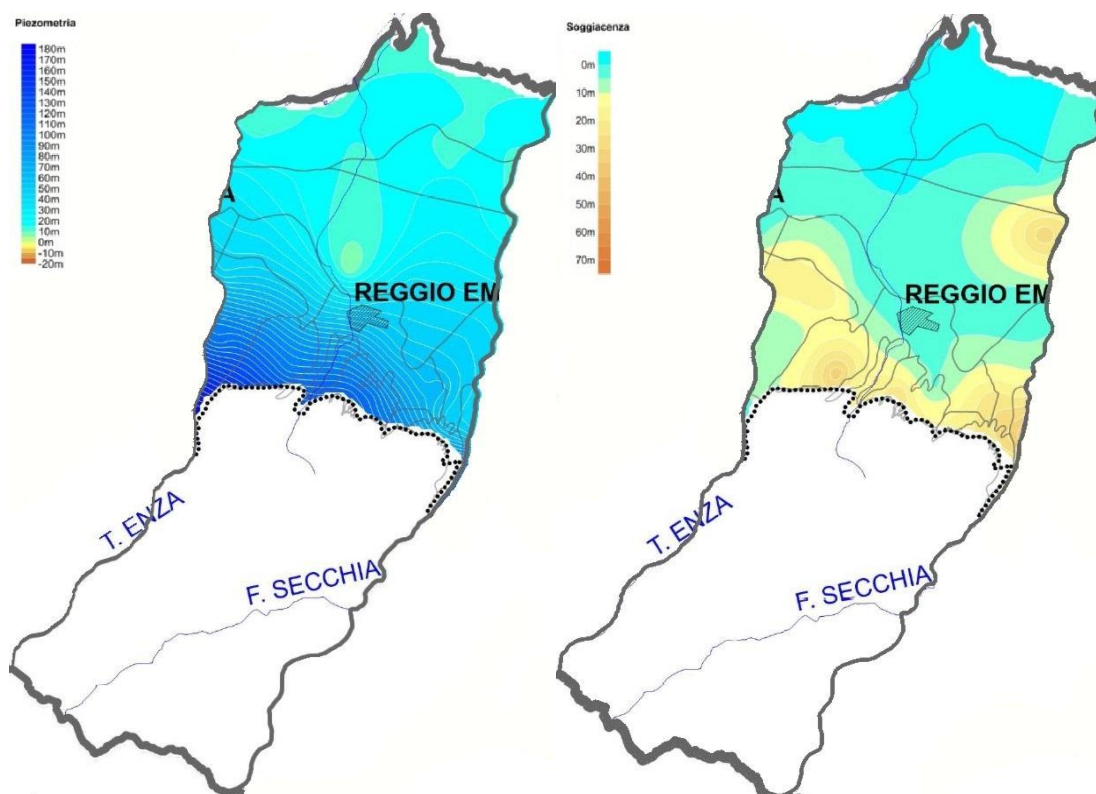 Piezometria
180m
170m
160m
150m
140m
130m
120m
110m
100m
90m
80m
70m
60m
50m
40m
30m
20m
10m
0m
-10m
-20m
A
REGGIO EM
T. ENZA
F. SECCHIA
Soggiacenza
0m
10m
20m
30m
40m
50m
60m
70m
A
REGGIO EM
T. ENZA
F. SECCHIA